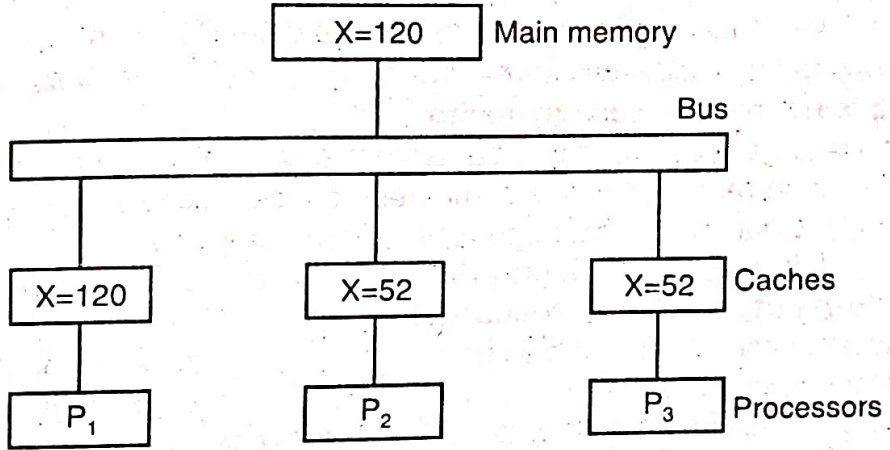 X=120 Main memory
Bus
X=120 X=52 X=52 Caches
P₁ P₂ P₃ Processors